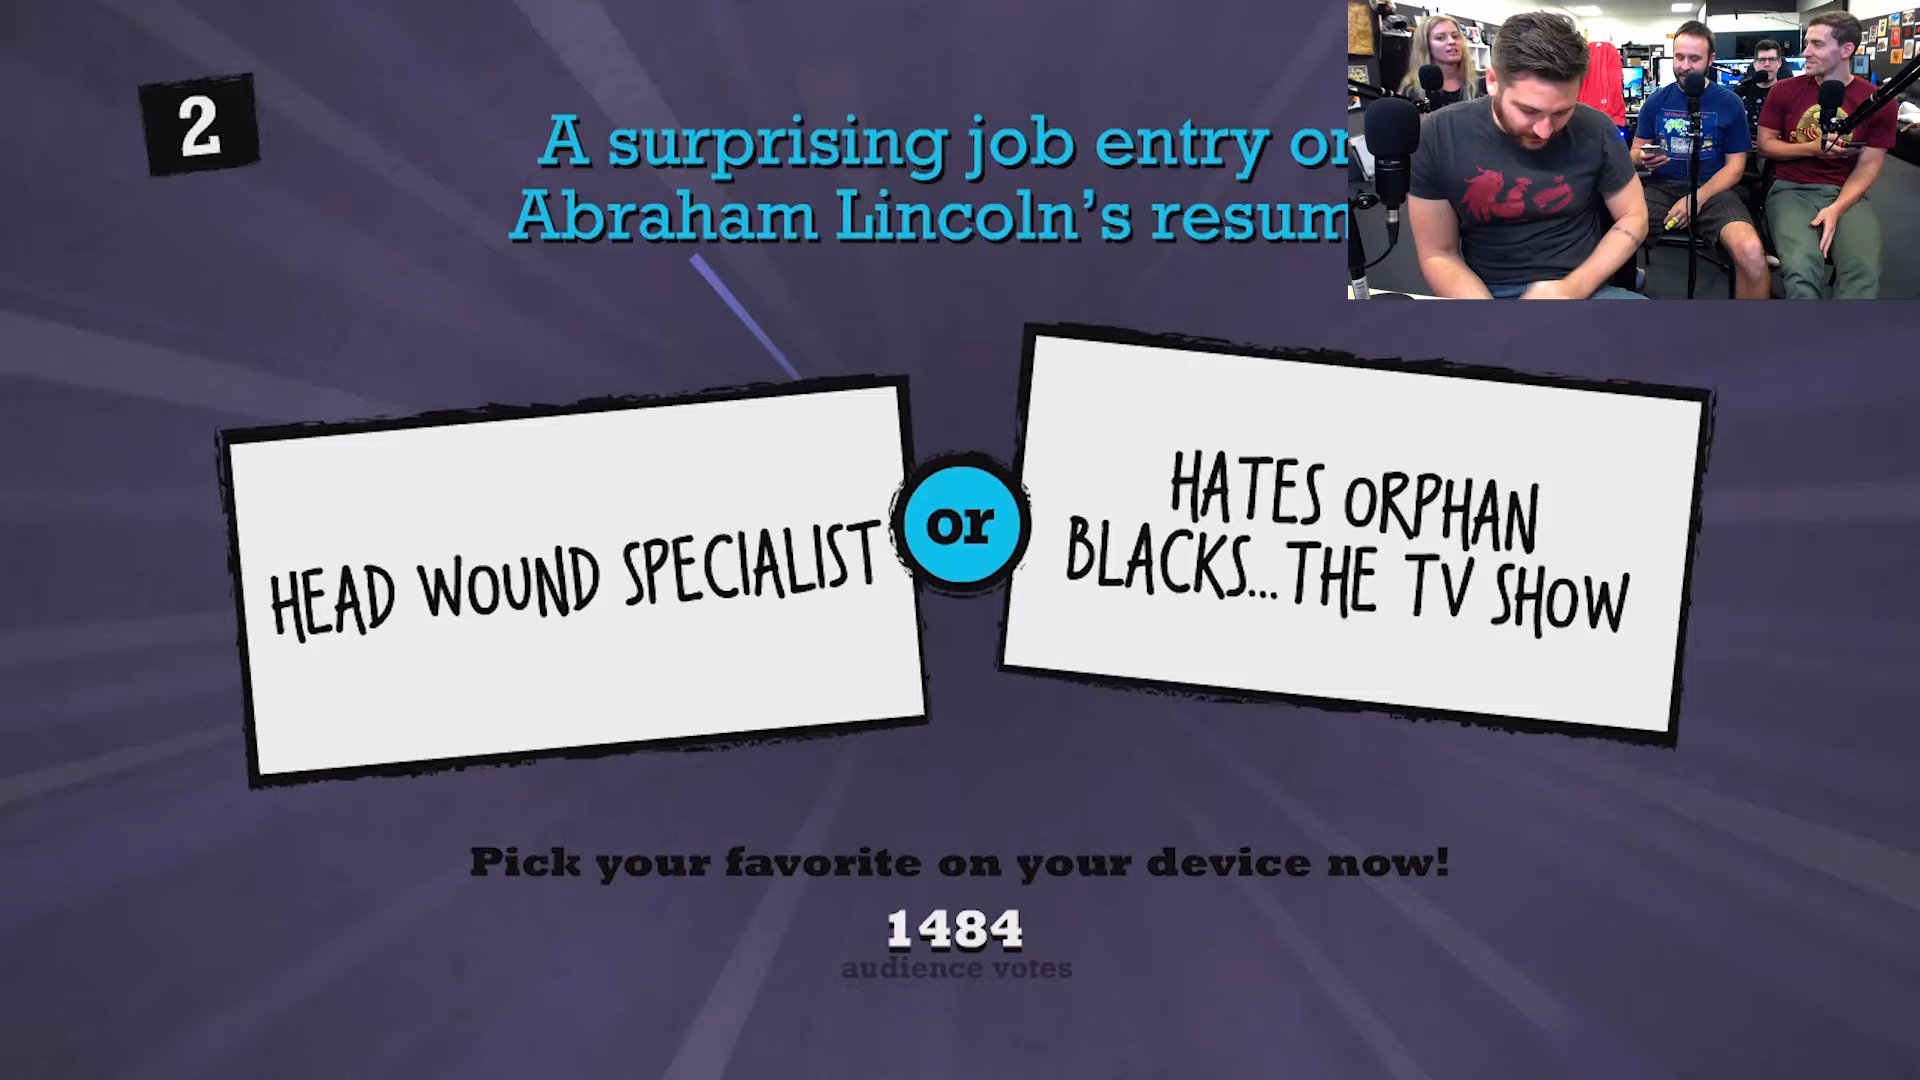 2
A surprising job entry on
Abraham Lincoln's resum
HEAD WOUND SPECIALIST
or
HATES ORPHAN
BLACKS...THE TV SHOW
Pick your favorite on your device now!
1484
audience votes